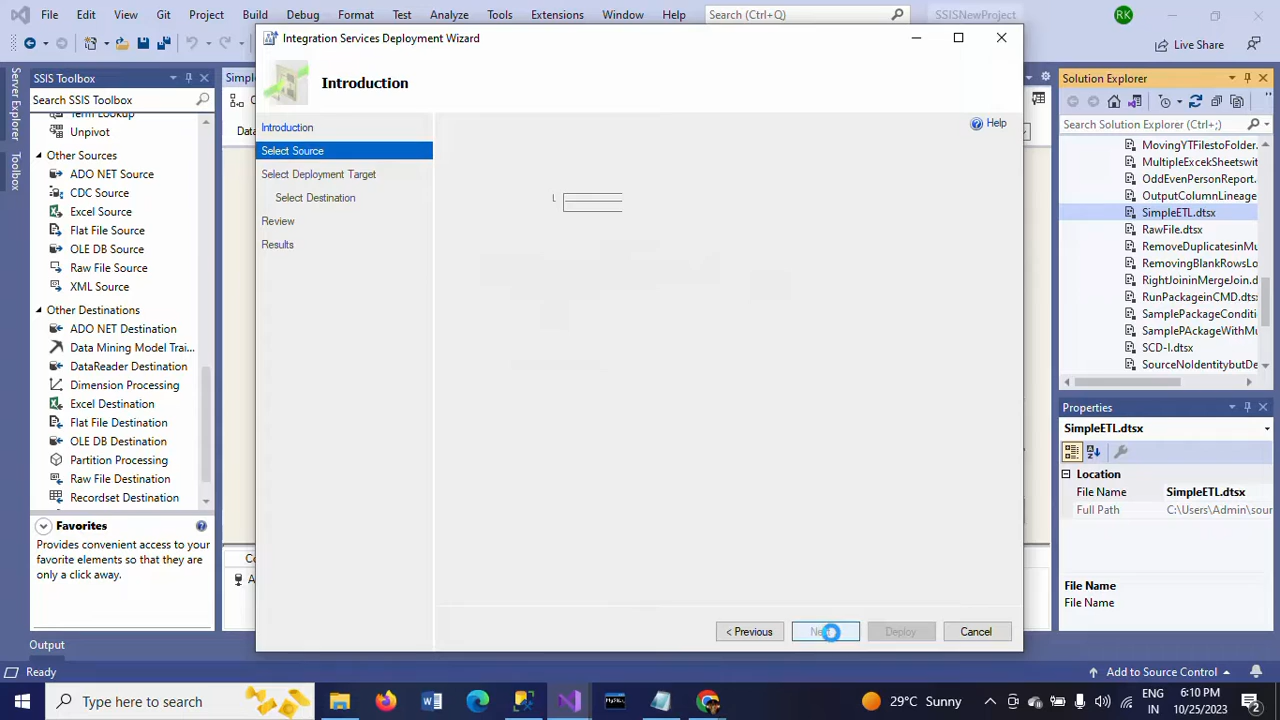 File Edit View Git Project Build Debug Format Test Analyze Tools Extensions Window Help Search (Ctrl+Q) SSISNewProject RK
Live Share
Integration Services Deployment Wizard
Introduction
Introduction
Select Source
Select Deployment Target
Select Destination
Review
Results
Help
< Previous
Deploy
Cancel
Server Explorer
Toolbox
SSIS Toolbox
Search SSIS Toolbox
Term Lookup
Unpivot
Other Sources
ADO NET Source
CDC Source
Excel Source
Flat File Source
OLE DB Source
Raw File Source
XML Source
Other Destinations
ADO NET Destination
Data Mining Model Trai...
DataReader Destination
Dimension Processing
Excel Destination
Flat File Destination
OLE DB Destination
Partition Processing
Raw File Destination
Recordset Destination
Favorites
Provides convenient access to your
favorite elements so that they are
only a click away.
Output
Ready
Solution Explorer
Search Solution Explorer (Ctrl+;)
MovingYTFilestoFolder.
MultipleExcekSheetswit
OddEvenPersonReport.
OutputColumnLineage
SimpleETL.dtsx
RawFile.dtsx
RemoveDuplicatesinMu
RemovingBlankRowsLo
RightJoininMergeJoin.d
RunPackageinCMD.dts
SamplePackageConditi
SamplePAckageWithMu
SCD-I.dtsx
SourceNoIdentitybutDe
Properties
SimpleETL.dtsx
Location
File Name SimpleETL.dtsx
Full Path C:\Users\Admin\sour
File Name
File Name
Add to Source Control
Type here to search
29°C Sunny
ENG
IN
6:10 PM
10/25/2023
2